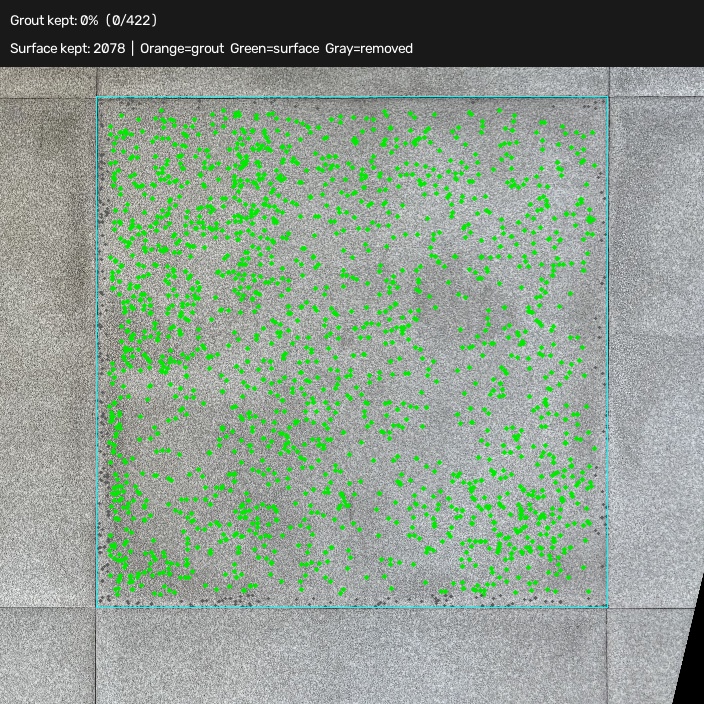 Grout kept: 0% (0/422)
Surface kept: 2078 | Orange=grout Green=surface Gray=removed